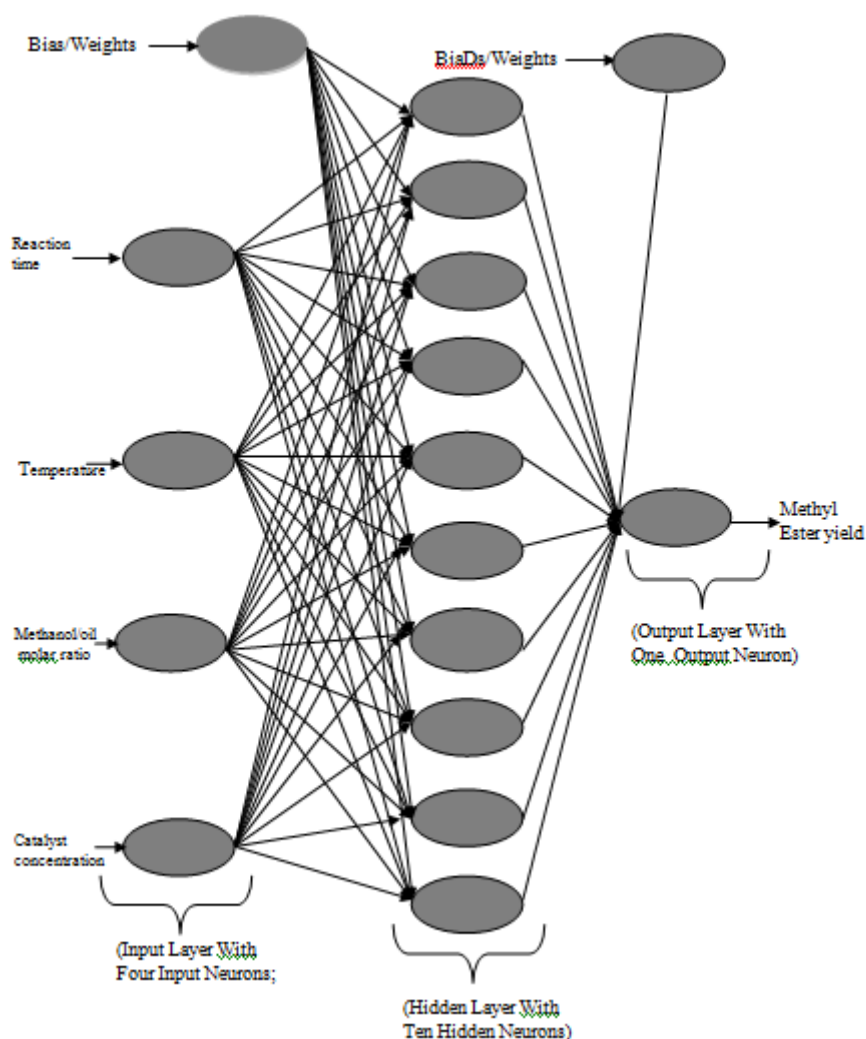 Bias/Weights
BiaDs/Weights
Reaction
time
Temperature
Methanol/oil
molar ratio
Catalyst
concentration
Methyl
Ester yield
(Output Layer With
One Output Neuron)
(Input Layer With
Four Input Neurons;
(Hidden Layer With
Ten Hidden Neurons)